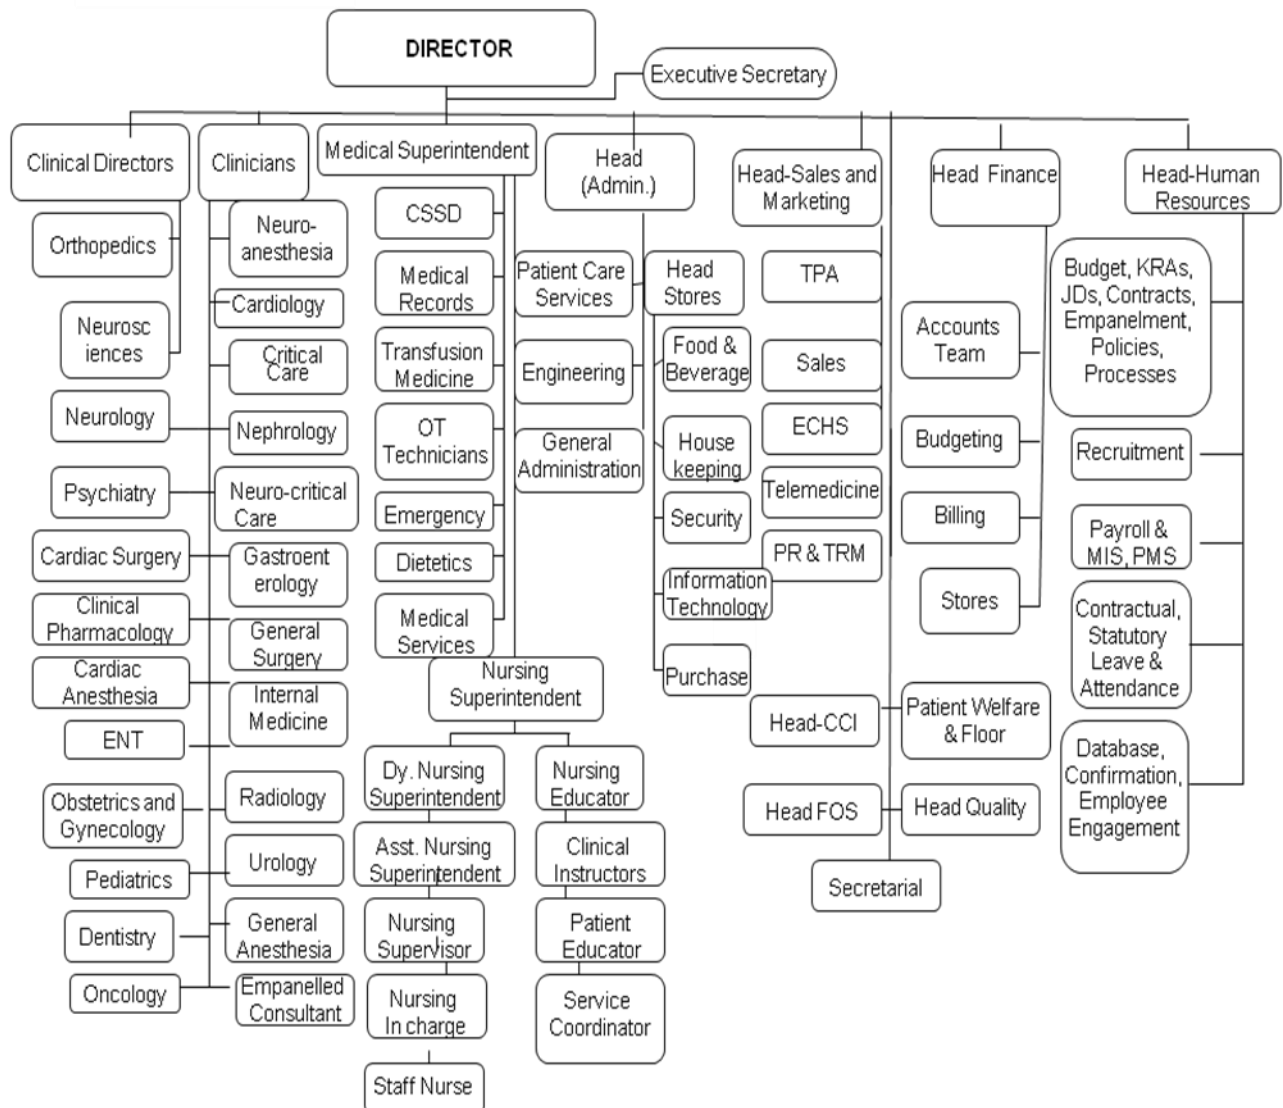 DIRECTOR
Executive Secretary
Clinical Directors
Orthopedics
Neurosc
iences
Clinicians
Neuro-
anesthesia
Cardiology
Critical
Care
Neurology
Nephrology
Psychiatry
Neuro-critical
Care
Cardiac Surgery
Gastroent
erology
Clinical
Pharmacology
General
Surgery
Cardiac
Anesthesia
Internal
Medicine
ENT
Obstetrics and
Gynecology
Radiology
Pediatrics
Urology
Dentistry
General
Anesthesia
Oncology
Empanelled
Consultant
Medical Superintendent
CSSD
Medical
Records
Transfusion
Medicine
OT
Technicians
Emergency
Dietetics
Medical
Services
Nursing
Superintendent
Dy. Nursing
Superintendent
Asst. Nursing
Superintendent
Nursing
Supervisor
Nursing
In charge
Staff Nurse
Nursing
Educator
Clinical
Instructors
Patient
Educator
Service
Coordinator
Head
(Admin.)
Patient Care
Services
Engineering
General
Administration
Head
Stores
Food &
Beverage
House
keeping
Security
Information
Technology
Purchase
Head-Sales and
Marketing
TPA
Sales
ECHS
Telemedicine
PR & TRM
Head-CCI
Patient Welfare
& Floor
Head FOS
Head Quality
Secretarial
Head Finance
Accounts
Team
Budgeting
Billing
Stores
Head-Human
Resources
Budget, KRAs,
JDs, Contracts,
Empanelment,
Policies,
Processes
Recruitment
Payroll &
MIS, PMS
Contractual,
Statutory
Leave &
Attendance
Database,
Confirmation,
Employee
Engagement